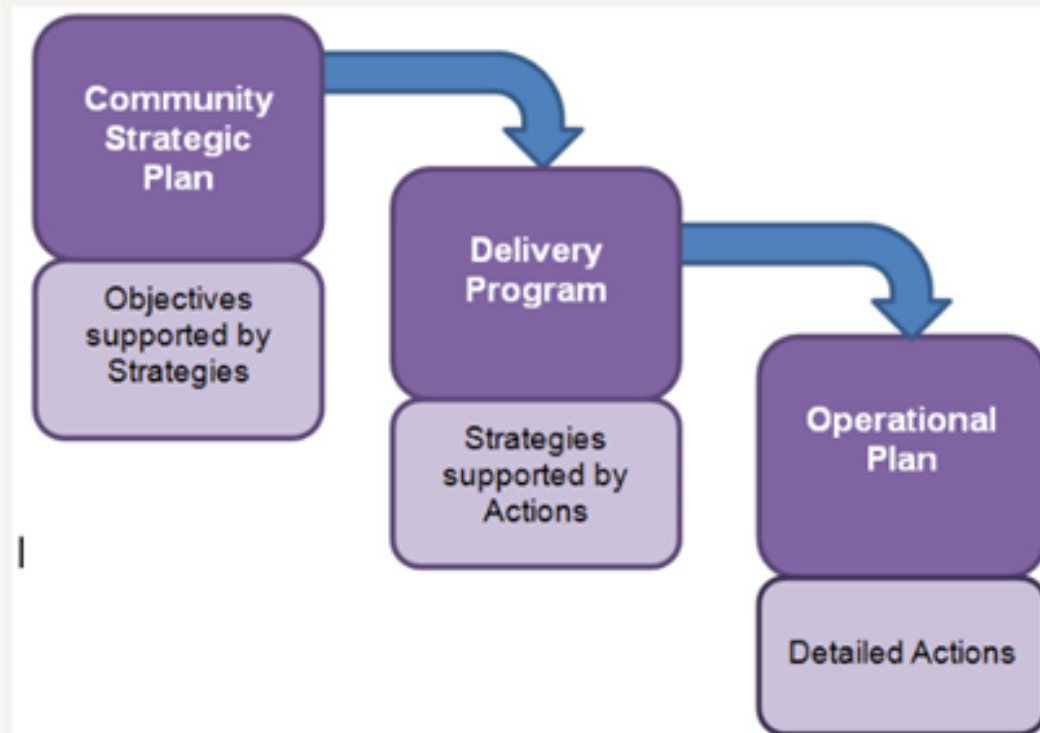 Community
Strategic
Plan
Objectives
supported by
Strategies
Delivery
Program
Strategies
supported by
Actions
Operational
Plan
Detailed Actions